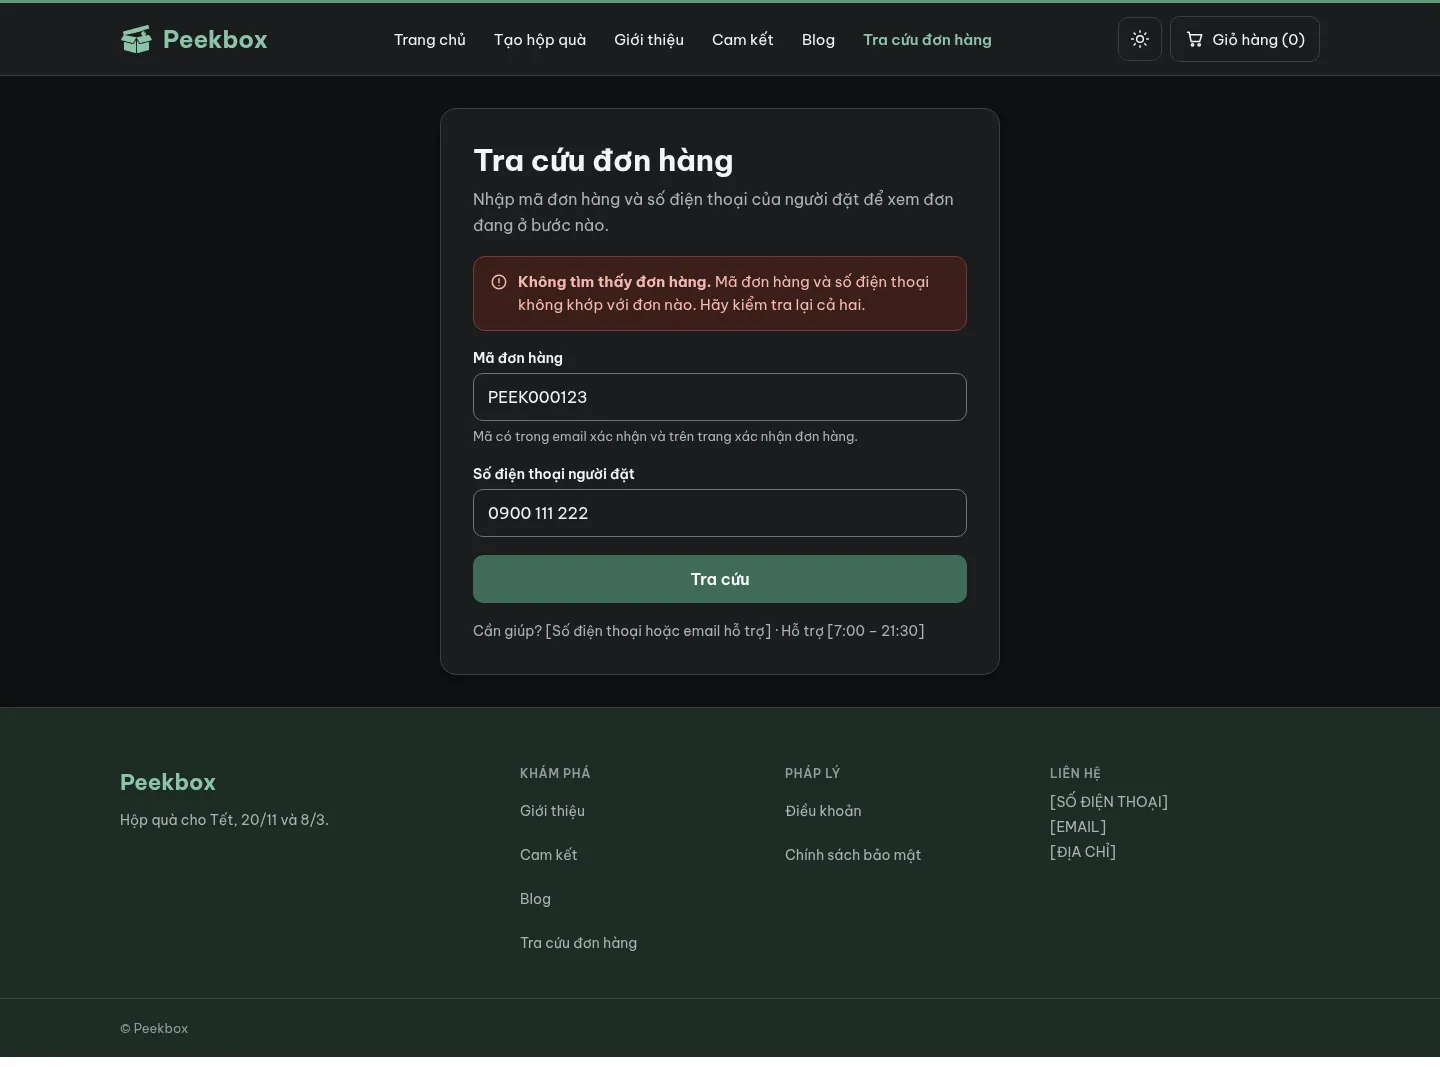 Peekbox
Trang chủ
Tạo hộp quà
Giới thiệu
Cam kết
Blog
Tra cứu đơn hàng
Giỏ hàng (0)
Tra cứu đơn hàng
Nhập mã đơn hàng và số điện thoại của người đặt để xem đơn
đang ở bước nào.
Không tìm thấy đơn hàng. Mã đơn hàng và số điện thoại
không khớp với đơn nào. Hãy kiểm tra lại cả hai.
Mã đơn hàng
PEEK000123
Mã có trong email xác nhận và trên trang xác nhận đơn hàng.
Số điện thoại người đặt
0900 111 222
Tra cứu
Cần giúp? [Số điện thoại hoặc email hỗ trợ] · Hỗ trợ [7:00 – 21:30]
Peekbox
Hộp quà cho Tết, 20/11 và 8/3.
KHÁM PHÁ
Giới thiệu
Cam kết
Blog
Tra cứu đơn hàng
PHÁP LÝ
Điều khoản
Chính sách bảo mật
LIÊN HỆ
[SỐ ĐIỆN THOẠI]
[EMAIL]
[ĐỊA CHỈ]
© Peekbox